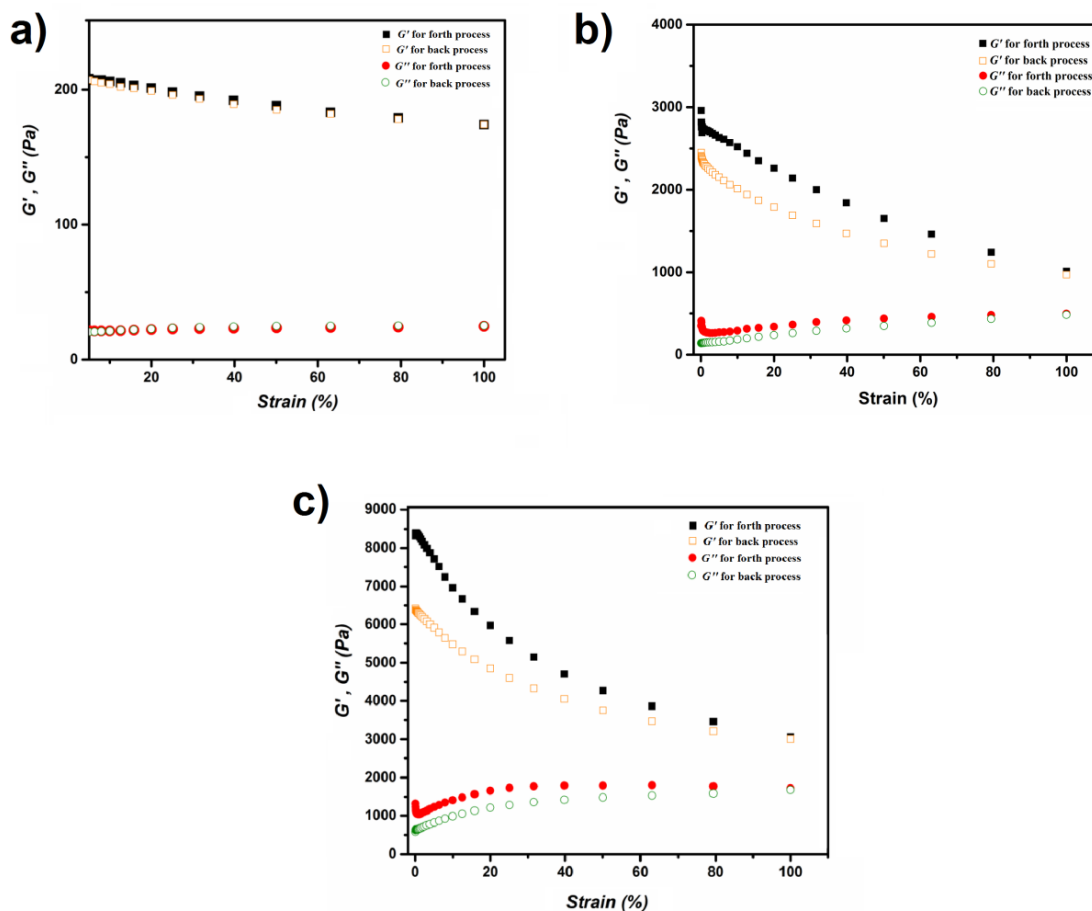 a)
G' for forth process
G' for back process
G'' for forth process
G'' for back process
200
100
0
G' , G'' (Pa)
20
40
60
80
100
Strain (%)
b)
G' for forth process
G' for back process
G'' for forth process
G'' for back process
4000
3000
2000
1000
0
G' , G'' (Pa)
0
20
40
60
80
100
Strain (%)
c)
G' for forth process
G' for back process
G'' for forth process
G'' for back process
9000
8000
7000
6000
5000
4000
3000
2000
1000
0
G' , G'' (Pa)
0
20
40
60
80
100
Strain (%)